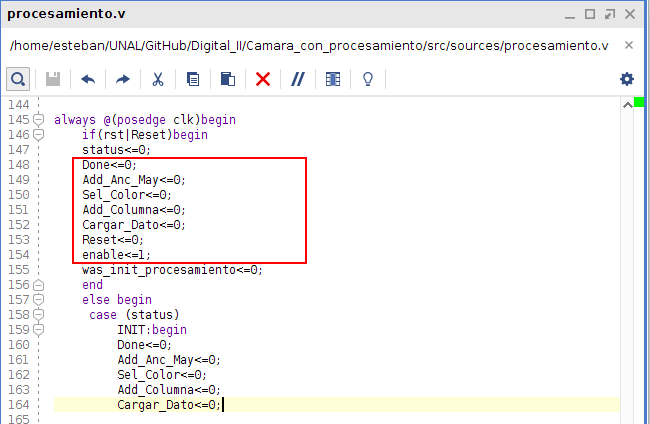 procesamiento.v
/home/esteban/UNAL/GitHub/Digital_II/Camara_con_procesamiento/src/sources/procesamiento.v
144
145 always @(posedge clk)begin
146 if(rst|Reset)begin
147 status<=0;
148 Done<=0;
149 Add_Anc_May<=0;
150 Sel_Color<=0;
151 Add_Columna<=0;
152 Cargar_Dato<=0;
153 Reset<=0;
154 enable<=1;
155 was_init_procesamiento<=0;
156 end
157 else begin
158 case (status)
159 INIT:begin
160 Done<=0;
161 Add_Anc_May<=0;
162 Sel_Color<=0;
163 Add_Columna<=0;
164 Cargar_Dato<=0;
165